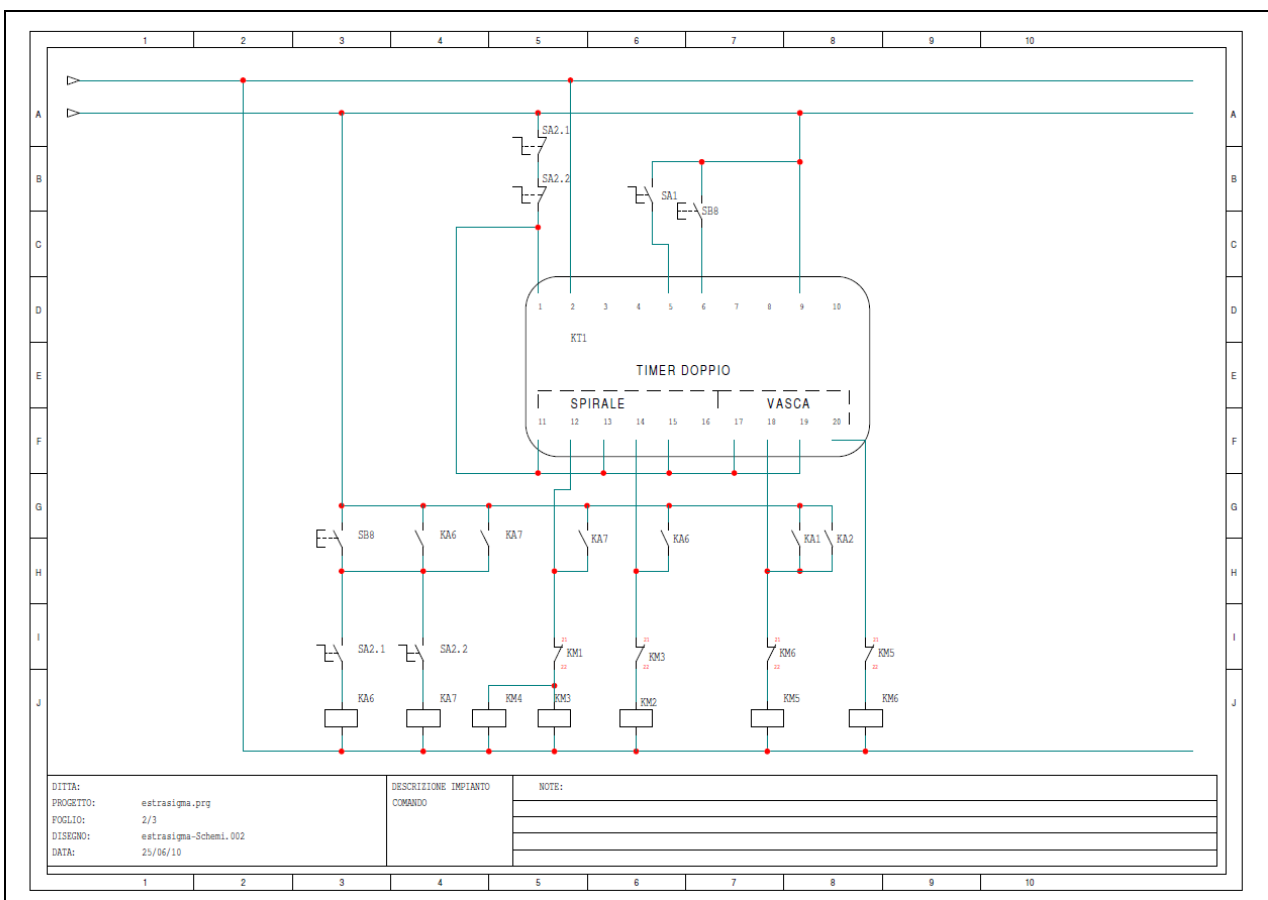 1 2 3 4 5 6 7 8 9 10
A A
SA2.1
B B
SA2.2
SA1
SB8
C C
D D
1 2 3 4 5 6 7 8 9 10
KT1
E E
TIMER DOPPIO
SPIRALE VASCA
11 12 13 14 15 16 17 18 19 20
F F
G G
SB8 KA6 KA7 KA7 KA6 KA1 KA2
H H
I I
21 21 21 21
SA2.1 SA2.2 KM1 KM3 KM6 KM5
22 22 22 22
J J
KA6 KA7 KM4 KM3 KM2 KM5 KM6
DITTA: DESCRIZIONE IMPIANTO NOTE:
PROGETTO: estrasigma.prg COMANDO
FOGLIO: 2/3
DISEGNO: estrasigma-Schemi.002
DATA: 25/06/10
1 2 3 4 5 6 7 8 9 10